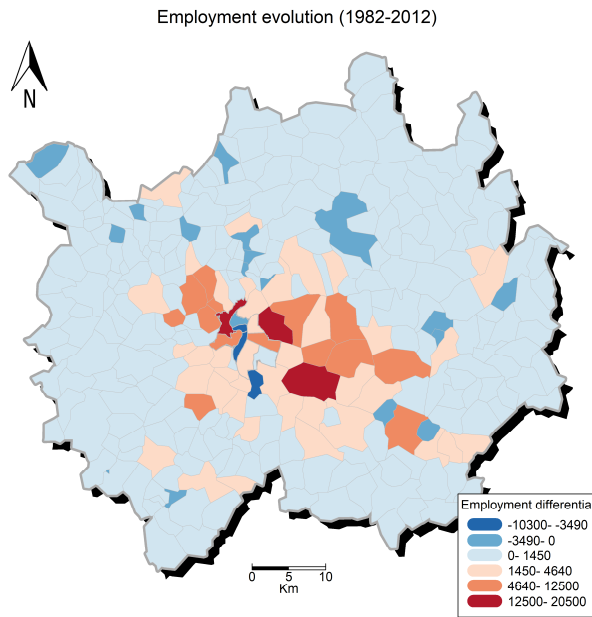 Employment evolution (1982-2012)
N
Employment differentia
-10300- -3490
-3490- 0
0- 1450
1450- 4640
4640- 12500
12500- 20500
0 5 10
Km